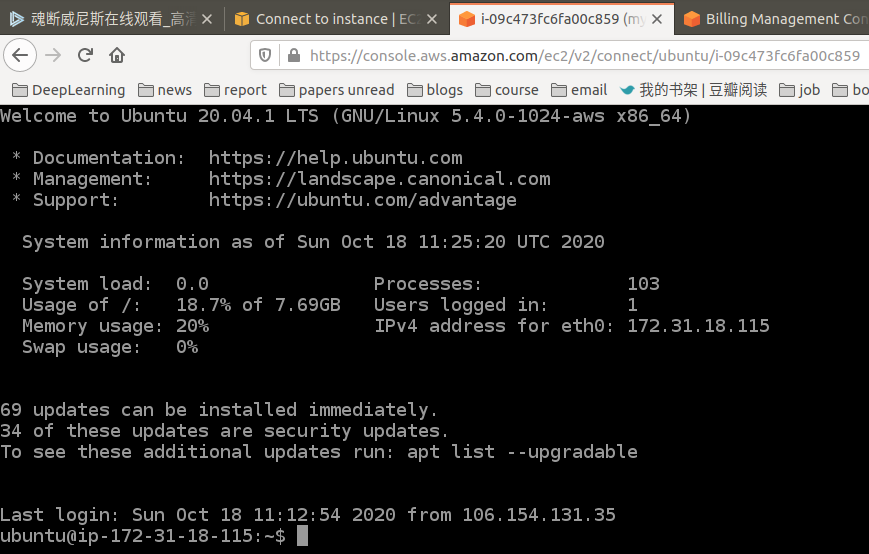 魂断威尼斯在线观看_高清
Connect to instance | EC2
i-09c473fc6fa00c859 (my
Billing Management Con
https://console.aws.amazon.com/ec2/v2/connect/ubuntu/i-09c473fc6fa00c859
DeepLearning news report papers unread blogs course email 我的书架 | 豆瓣阅读 job bo
Welcome to Ubuntu 20.04.1 LTS (GNU/Linux 5.4.0-1024-aws x86_64)
* Documentation: https://help.ubuntu.com
* Management: https://landscape.canonical.com
* Support: https://ubuntu.com/advantage
System information as of Sun Oct 18 11:25:20 UTC 2020
System load: 0.0 Processes: 103
Usage of /: 18.7% of 7.69GB Users logged in: 1
Memory usage: 20% IPv4 address for eth0: 172.31.18.115
Swap usage: 0%
69 updates can be installed immediately.
34 of these updates are security updates.
To see these additional updates run: apt list --upgradable
Last login: Sun Oct 18 11:12:54 2020 from 106.154.131.35
ubuntu@ip-172-31-18-115:~$